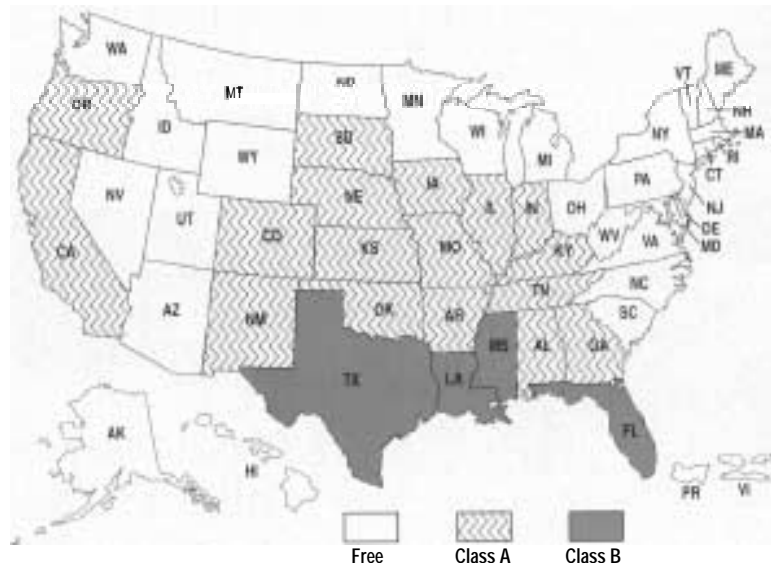 WA
MT
ND
MN
VT
ME
OR
ID
WY
SD
WI
MI
NY
NH
MA
RI
CT
NJ
DE
MD
NV
UT
CO
NE
IA
IL
IN
OH
PA
WV
VA
CA
KS
MO
KY
AZ
NM
OK
AR
TN
NC
SC
TX
LA
MS
AL
GA
FL
AK
HI
PR
VI
Free
Class A
Class B